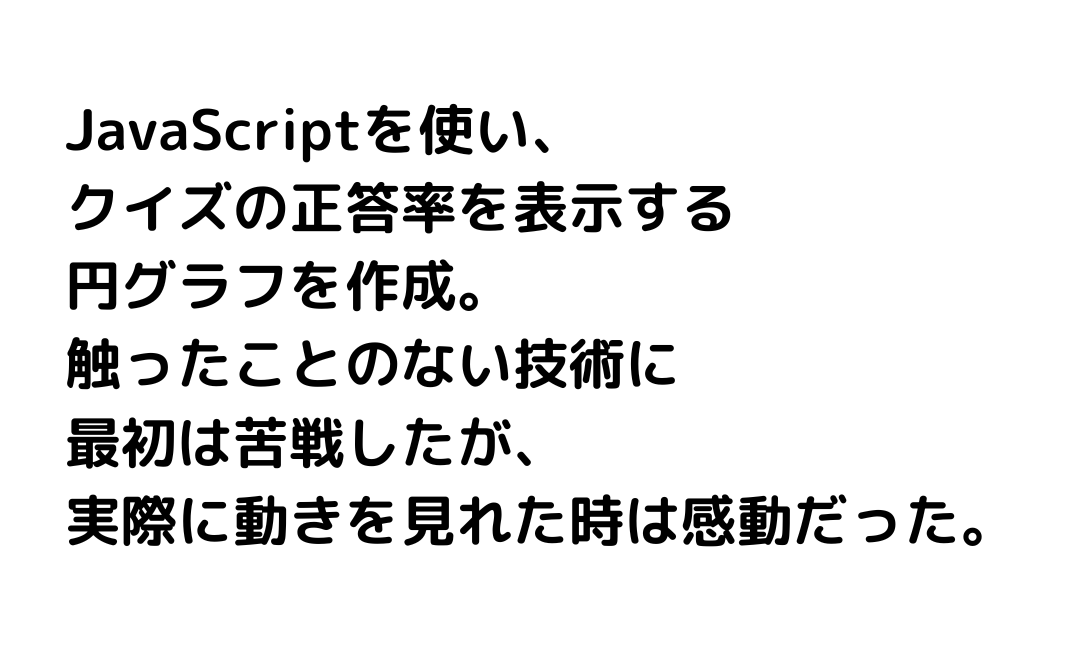 JavaScriptを使い、
クイズの正答率を表示する
円グラフを作成。
触ったことのない技術に
最初は苦戦したが、
実際に動きを見れた時は感動だった。